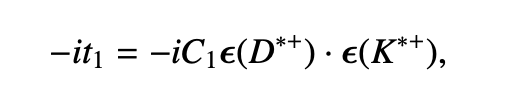 −it₁ = −iC₁ϵ(D*⁺) · ϵ(K*⁺),